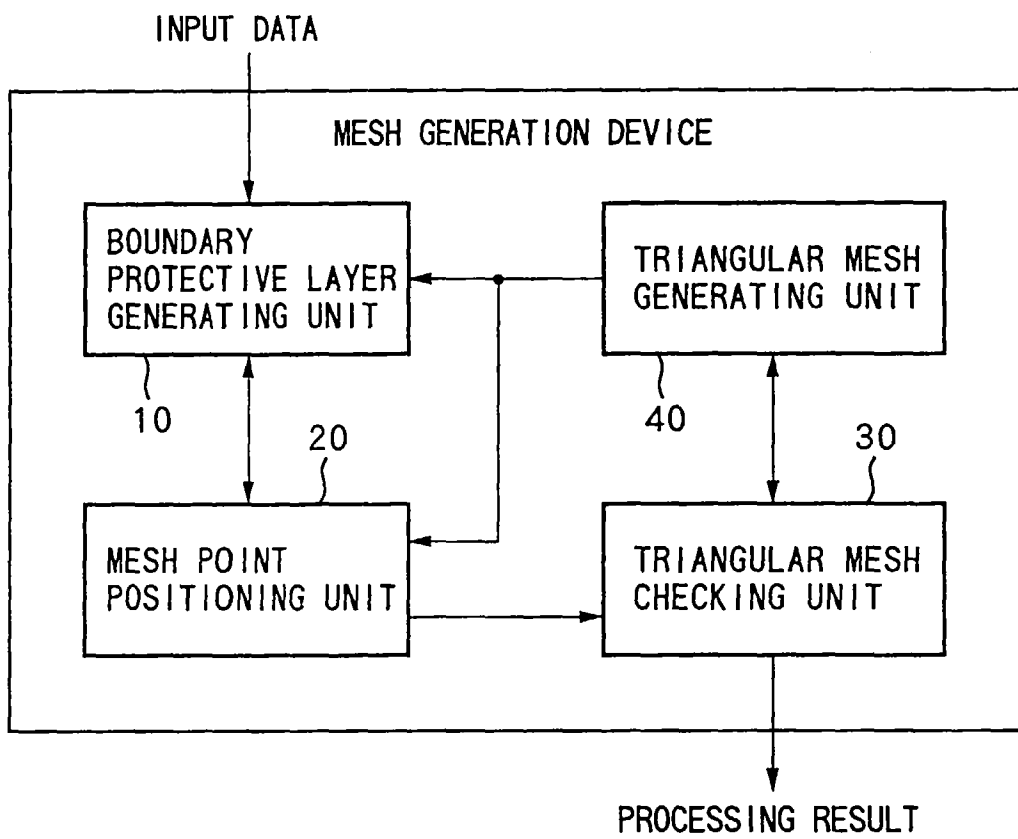 INPUT DATA
MESH GENERATION DEVICE
BOUNDARY
PROTECTIVE LAYER
GENERATING UNIT
10
TRIANGULAR MESH
GENERATING UNIT
40
20
MESH POINT
POSITIONING UNIT
30
TRIANGULAR MESH
CHECKING UNIT
PROCESSING RESULT